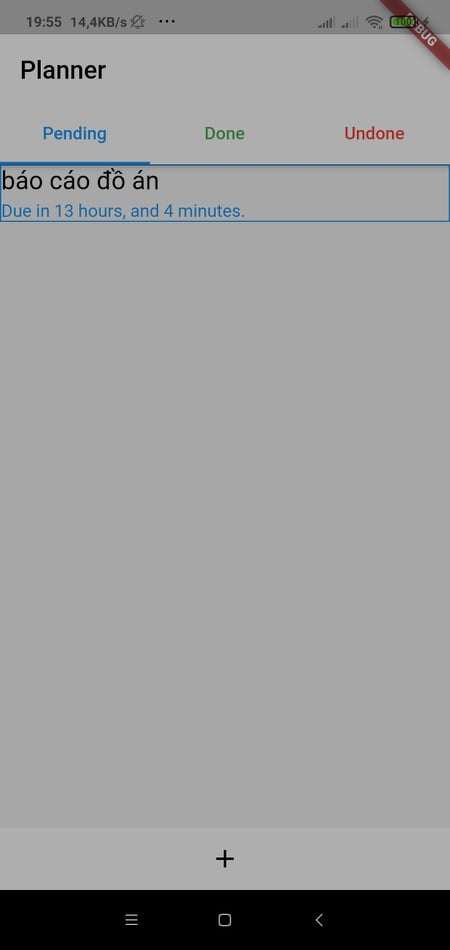 19:55 14,4KB/s ... 100
DEBUG
Planner
Pending Done Undone
báo cáo đồ án
Due in 13 hours, and 4 minutes.
+